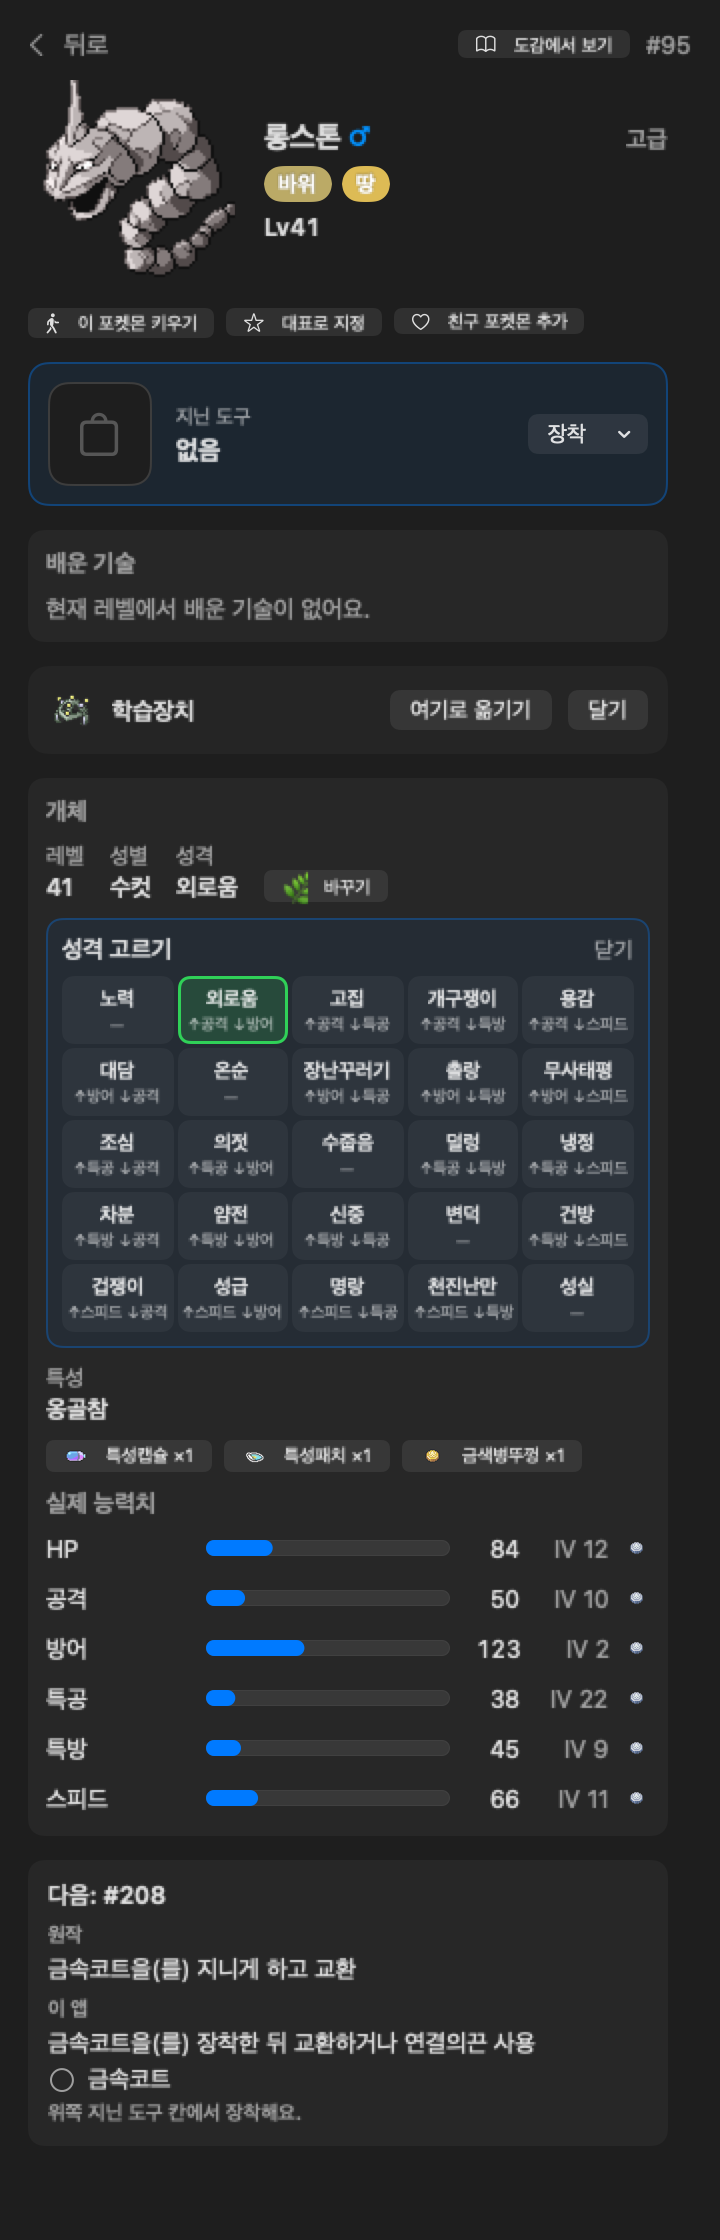 뒤로 도감에서 보기 #95
롱스톤 ♂ 고급
바위 땅
Lv41
이 포켓몬 키우기 대표로 지정 친구 포켓몬 추가
지닌 도구
없음
장착
배운 기술
현재 레벨에서 배운 기술이 없어요.
학습장치 여기로 옮기기 닫기
개체
레벨 성별 성격
41 수컷 외로움 바꾸기
성격 고르기 닫기
노력 외로움 고집 개구쟁이 용감
— ↑공격 ↓방어 ↑공격 ↓특공 ↑공격 ↓특방 ↑공격 ↓스피드
대담 온순 장난꾸러기 촐랑 무사태평
↑방어 ↓공격 — ↑방어 ↓특공 ↑방어 ↓특방 ↑방어 ↓스피드
조심 의젓 수줍음 덜렁 냉정
↑특공 ↓공격 ↑특공 ↓방어 — ↑특공 ↓특방 ↑특공 ↓스피드
차분 얌전 신중 변덕 건방
↑특방 ↓공격 ↑특방 ↓방어 ↑특방 ↓특공 — ↑특방 ↓스피드
겁쟁이 성급 명랑 천진난만 성실
↑스피드 ↓공격 ↑스피드 ↓방어 ↑스피드 ↓특공 ↑스피드 ↓특방 —
특성
옹골참
특성캡슐 ×1 특성패치 ×1 금색병뚜껑 ×1
실제 능력치
HP 84 IV 12
공격 50 IV 10
방어 123 IV 2
특공 38 IV 22
특방 45 IV 9
스피드 66 IV 11
다음: #208
원작
금속코트을(를) 지니게 하고 교환
이 앱
금속코트을(를) 장착한 뒤 교환하거나 연결의끈 사용
금속코트
위쪽 지닌 도구 칸에서 장착해요.